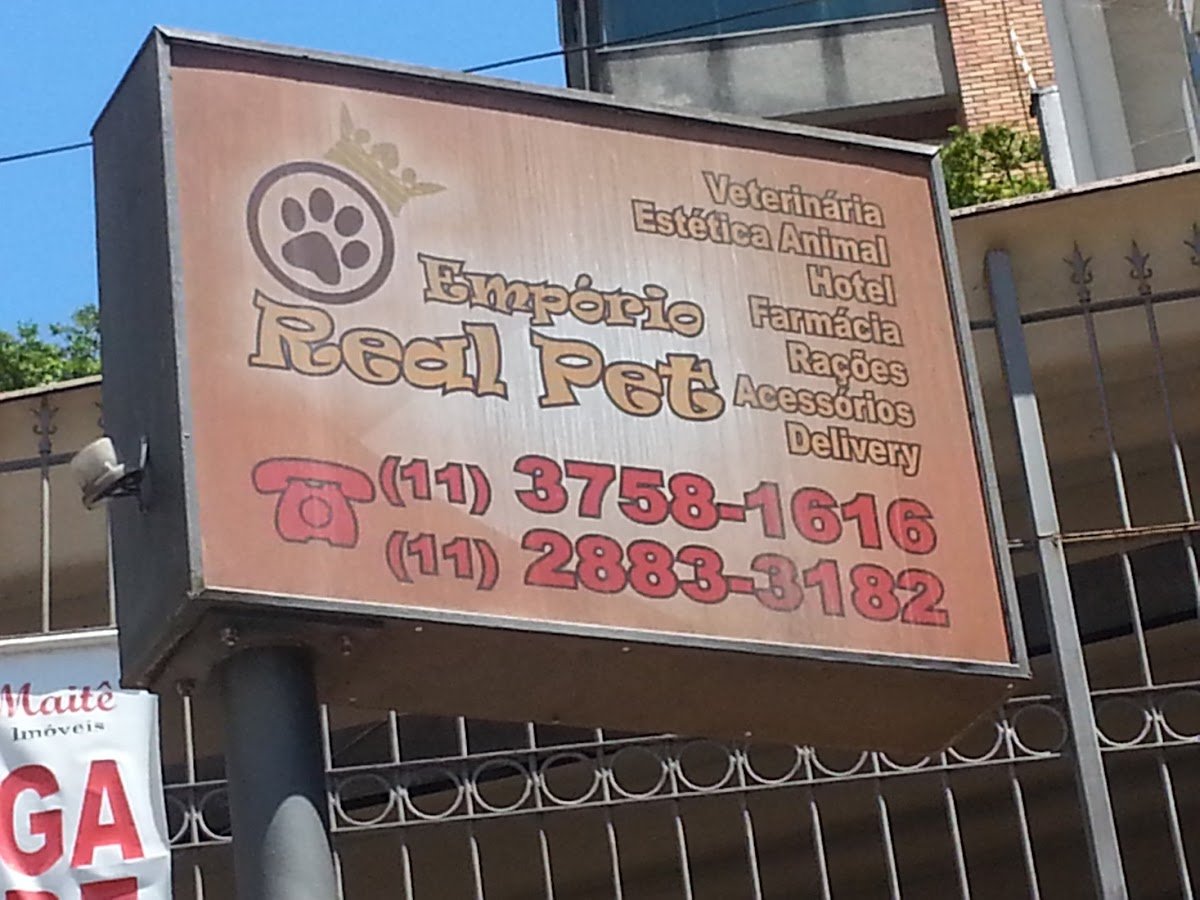 Empório
Real Pet
Veterinária
Estética Animal
Hotel
Farmácia
Rações
Acessórios
Delivery
(11) 3758-1616
(11) 2883-3182
Maitê
Imóveis
GA